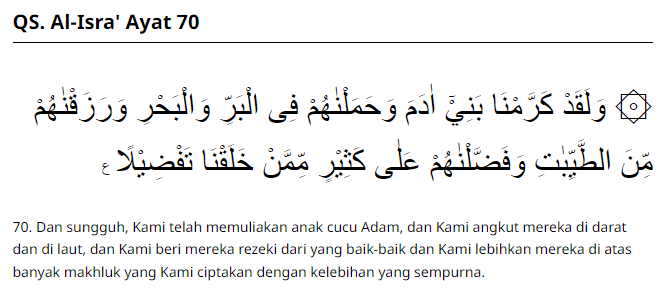 QS. Al-Isra' Ayat 70
۞ وَلَقَدْ كَرَّمْنَا بَنِيْٓ اٰدَمَ وَحَمَلْنٰهُمْ فِى الْبَرِّ وَالْبَحْرِ وَرَزَقْنٰهُمْ
مِّنَ الطَّيِّبٰتِ وَفَضَّلْنٰهُمْ عَلٰى كَثِيْرٍ مِّمَّنْ خَلَقْنَا تَفْضِيْلًا ࣖ
70. Dan sungguh, Kami telah memuliakan anak cucu Adam, dan Kami angkut mereka di darat
dan di laut, dan Kami beri mereka rezeki dari yang baik-baik dan Kami lebihkan mereka di atas
banyak makhluk yang Kami ciptakan dengan kelebihan yang sempurna.